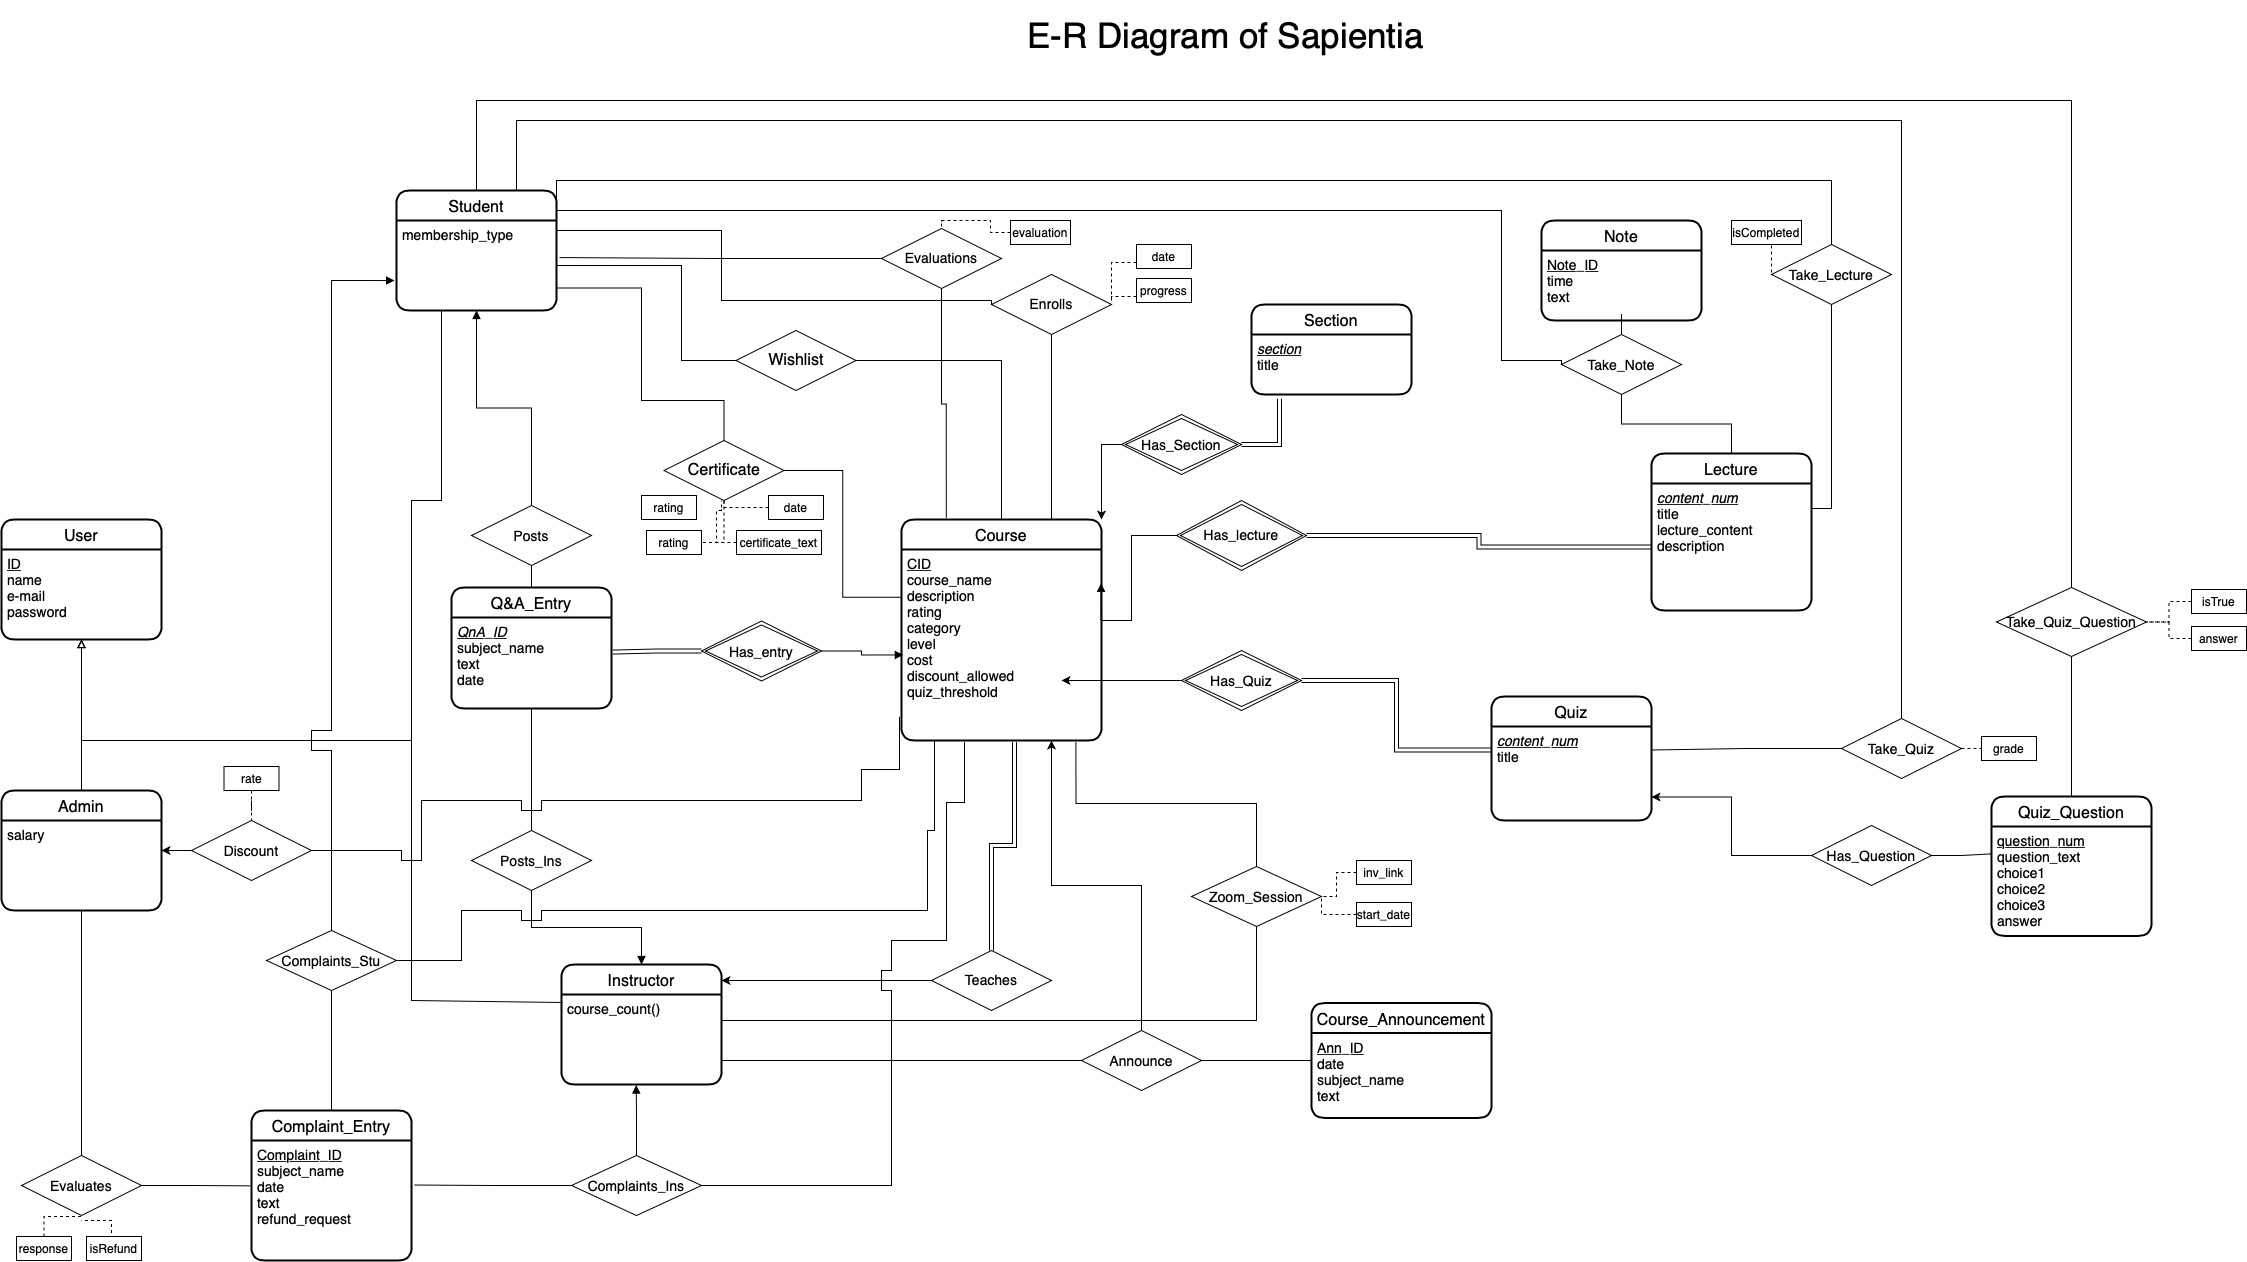 E-R Diagram of Sapientia
Student
membership_type
Evaluations
evaluation
Enrolls
date
progress
Wishlist
Section
section
title
Note
Note_ID
time
text
isCompleted
Take_Lecture
Take_Note
Has_Section
Certificate
rating
date
rating
certificate_text
Lecture
content_num
title
lecture_content
description
User
ID
name
e-mail
password
Posts
Course
CID
course_name
description
rating
category
level
cost
discount_allowed
quiz_threshold
Has_lecture
Q&A_Entry
QnA_ID
subject_name
text
date
Has_entry
Has_Quiz
Take_Quiz_Question
isTrue
answer
Quiz
content_num
title
Take_Quiz
grade
rate
Admin
salary
Discount
Posts_Ins
Has_Question
Quiz_Question
question_num
question_text
choice1
choice2
choice3
answer
Zoom_Session
inv_link
start_date
Complaints_Stu
Instructor
course_count()
Teaches
Announce
Course_Announcement
Ann_ID
date
subject_name
text
Complaint_Entry
Complaint_ID
subject_name
date
text
refund_request
Evaluates
response
isRefund
Complaints_Ins